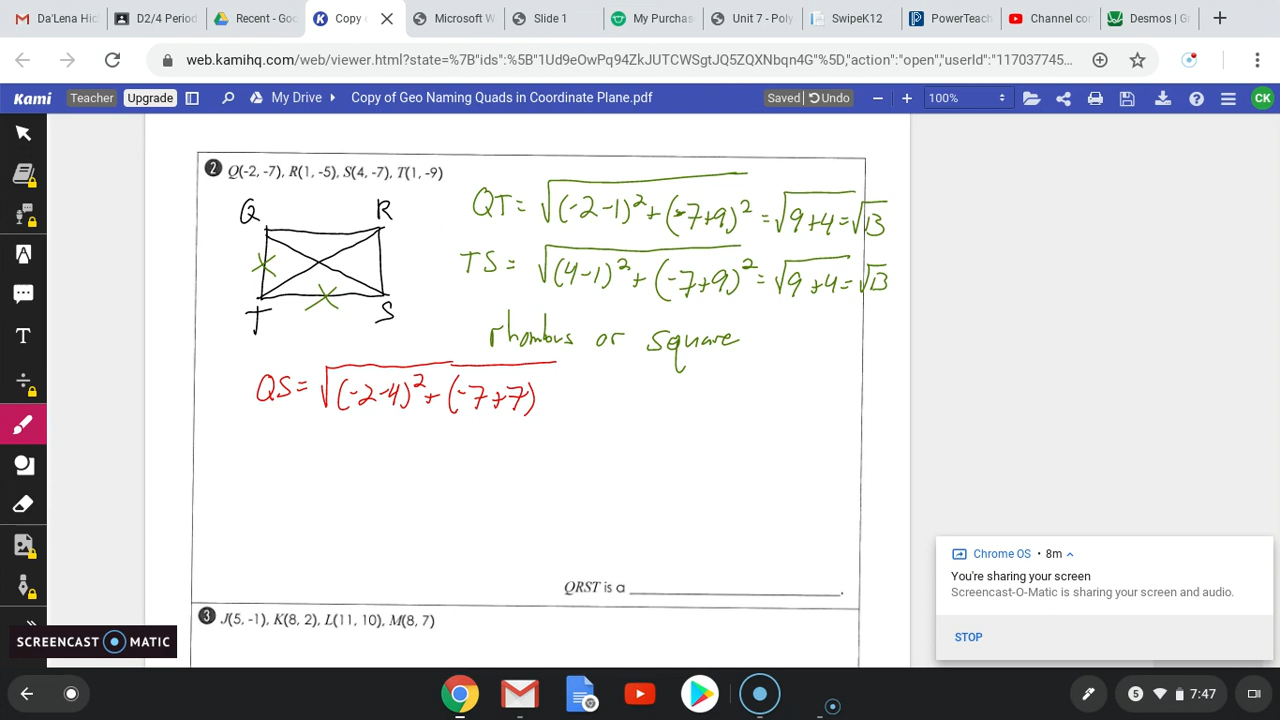 Da'Lena Hic
D2/4 Period
Recent - Goo
Copy o
Microsoft W
Slide 1
My Purchas
Unit 7 - Poly
SwipeK12
PowerTeach
Channel con
Desmos | Gr
web.kamihq.com/web/viewer.html?state=%7B"ids":%5B"1Ud9eOwPq94ZkJUTCWSgtJQ5ZQXNbqn4G"%5D,"action":"open","userId":"117037745...
Kami Teacher Upgrade My Drive Copy of Geo Naming Quads in Coordinate Plane.pdf Saved Undo 100% CK
2 Q(-2, -7), R(1, -5), S(4, -7), T(1, -9)
Q R
T S
QT = √(-2-1)²+(-7+9)² = √9+4 = √13
TS = √(4-1)²+(-7+9)² = √9+4 = √13
rhombus or square
QS = √(-2-4)²+(-7+7)
QRST is a ____________________.
3 J(5, -1), K(8, 2), L(11, 10), M(8, 7)
Chrome OS • 8m
You're sharing your screen
Screencast-O-Matic is sharing your screen and audio.
STOP
SCREENCAST MATIC
5 7:47